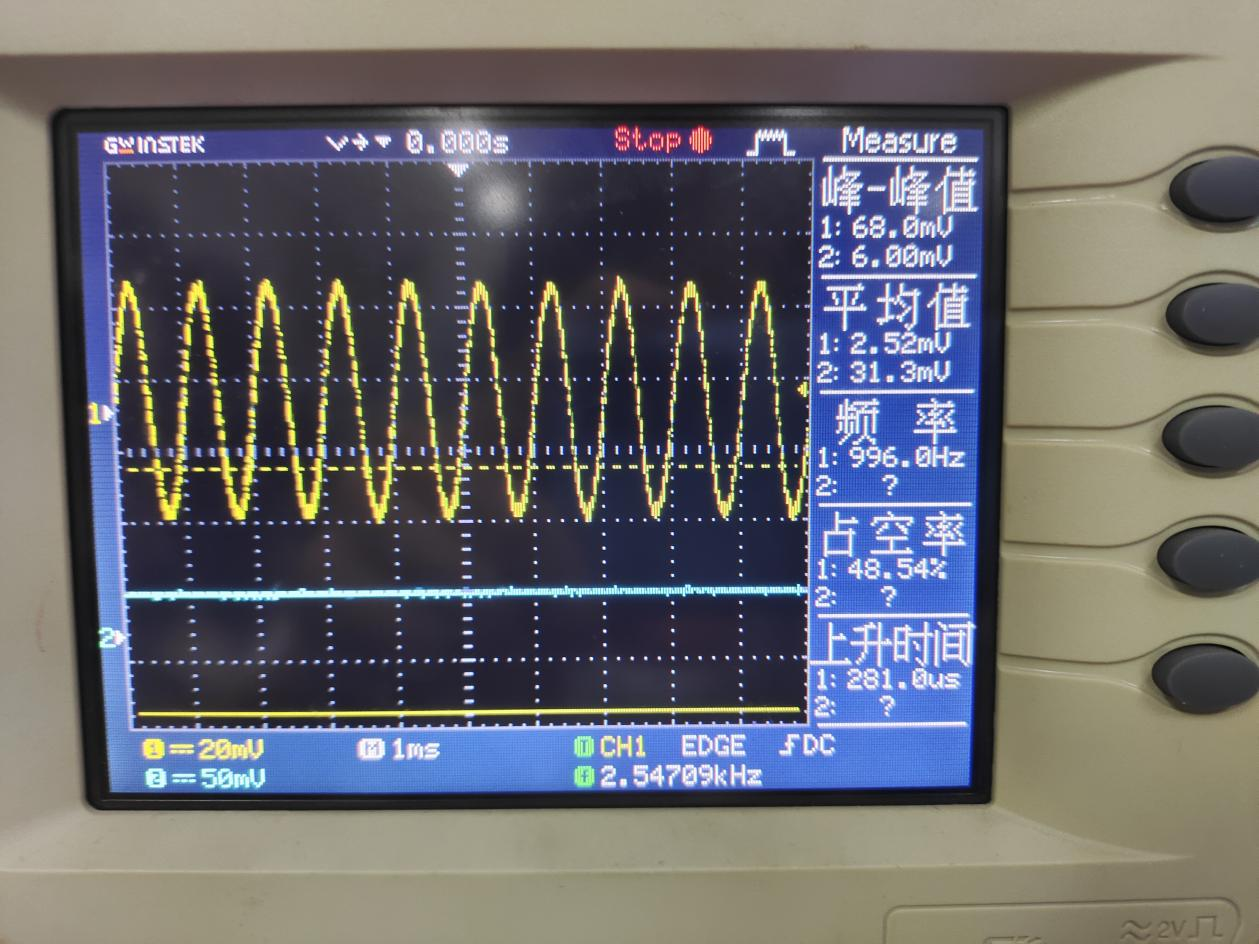 GW INSTEK 0.000s Stop Measure
峰-峰值
1: 68.0mV
2: 6.00mV
平均值
1: 2.52mV
2: 31.3mV
频 率
1: 996.0Hz
2: ?
占空率
1: 48.54%
2: ?
上升时间
1: 281.0us
2: ?
1
2
1 20mV M 1ms T CH1 EDGE DC
2 50mV f 2.54709kHz
2V